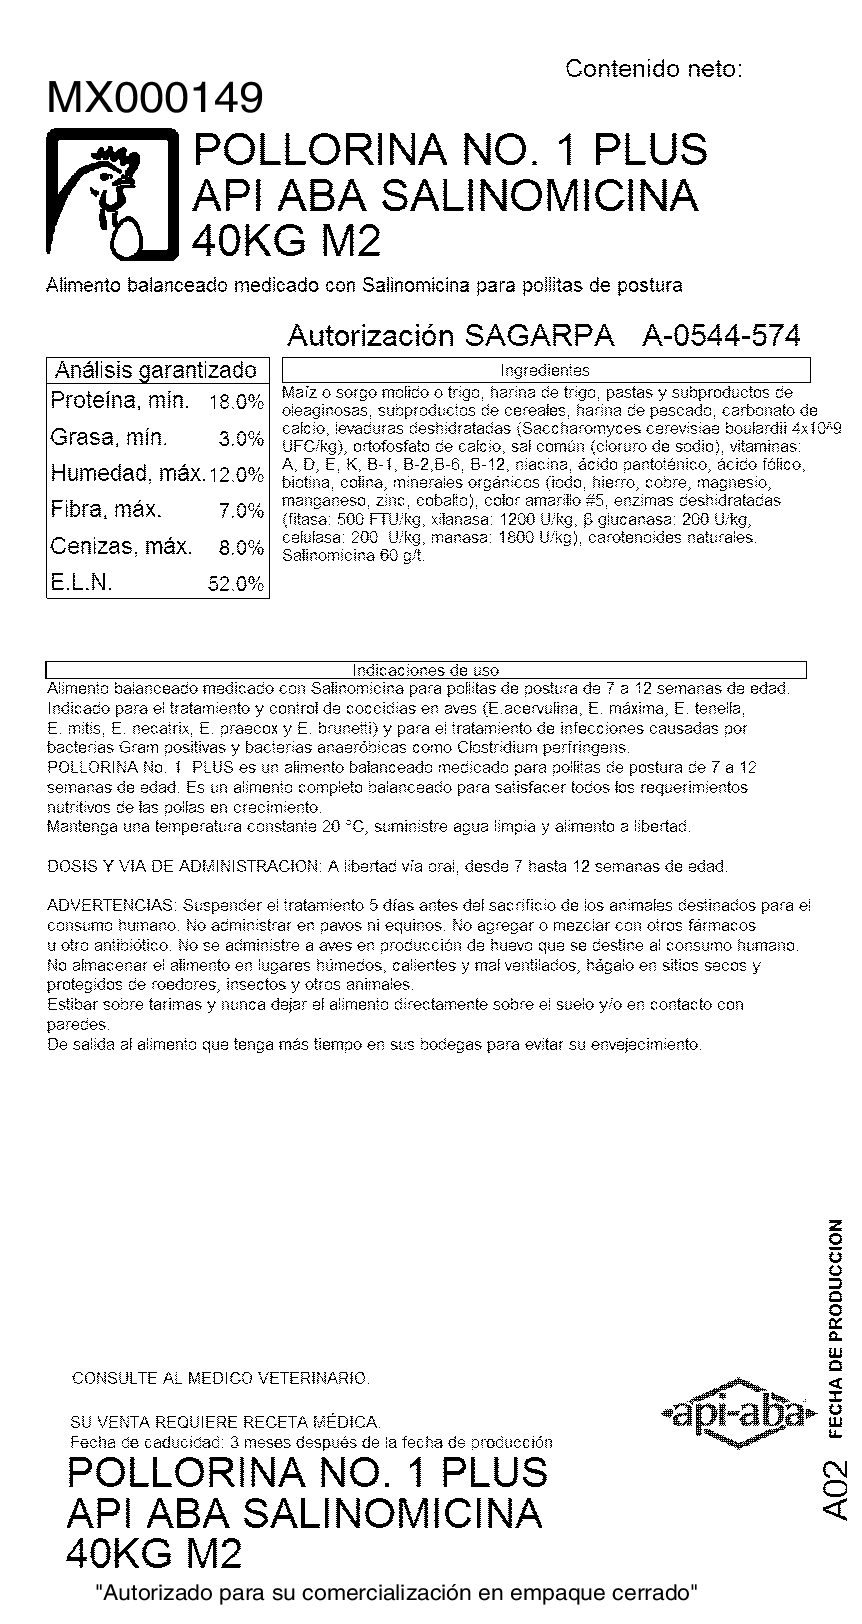 Contenido neto:
MX000149
POLLORINA NO. 1 PLUS
API ABA SALINOMICINA
40KG M2
Alimento balanceado medicado con Salinomicina para pollitas de postura
Autorización SAGARPA A-0544-574
Análisis garantizado
Proteína, mín. 18.0%
Grasa, mín. 3.0%
Humedad, máx. 12.0%
Fibra, máx. 7.0%
Cenizas, máx. 8.0%
E.L.N. 52.0%
Ingredientes
Maíz o sorgo molido o trigo, harina de trigo, pastas y subproductos de
oleaginosas, subproductos de cereales, harina de pescado, carbonato de
calcio, levaduras deshidratadas (Saccharomyces cerevisiae boulardii 4x10^9
UFC/kg), ortofosfato de calcio, sal común (cloruro de sodio), vitaminas:
A, D, E, K, B-1, B-2,B-6, B-12, niacina, ácido pantoténico, ácido fólico,
biotina, colina, minerales orgánicos (iodo, hierro, cobre, magnesio,
manganeso, zinc, cobalto), color amarillo #5, enzimas deshidratadas
(fitasa: 500 FTU/kg, xilanasa: 1200 U/kg, β glucanasa: 200 U/kg,
celulasa: 200 U/kg, manasa: 1800 U/kg), carotenoides naturales.
Salinomicina 60 g/t.
Indicaciones de uso
Alimento balanceado medicado con Salinomicina para pollitas de postura de 7 a 12 semanas de edad.
Indicado para el tratamiento y control de coccidias en aves (E.acervulina, E. máxima, E. tenella,
E. mitis, E. necatrix, E. praecox y E. brunetti) y para el tratamiento de infecciones causadas por
bacterias Gram positivas y bacterias anaeróbicas como Clostridium perfringens.
POLLORINA No. 1 PLUS es un alimento balanceado medicado para pollitas de postura de 7 a 12
semanas de edad. Es un alimento completo balanceado para satisfacer todos los requerimientos
nutritivos de las pollas en crecimiento.
Mantenga una temperatura constante 20 °C, suministre agua limpia y alimento a libertad.
DOSIS Y VIA DE ADMINISTRACION: A libertad vía oral, desde 7 hasta 12 semanas de edad.
ADVERTENCIAS: Suspender el tratamiento 5 días antes del sacrificio de los animales destinados para el
consumo humano. No administrar en pavos ni equinos. No agregar o mezclar con otros fármacos
u otro antibiótico. No se administre a aves en producción de huevo que se destine al consumo humano.
No almacenar el alimento en lugares húmedos, calientes y mal ventilados, hágalo en sitios secos y
protegidos de roedores, insectos y otros animales.
Estibar sobre tarimas y nunca dejar el alimento directamente sobre el suelo y/o en contacto con
paredes.
De salida al alimento que tenga más tiempo en sus bodegas para evitar su envejecimiento.
FECHA DE PRODUCCION
A02
CONSULTE AL MEDICO VETERINARIO.
api-aba
SU VENTA REQUIERE RECETA MÉDICA.
Fecha de caducidad: 3 meses después de la fecha de producción
POLLORINA NO. 1 PLUS
API ABA SALINOMICINA
40KG M2
"Autorizado para su comercialización en empaque cerrado"